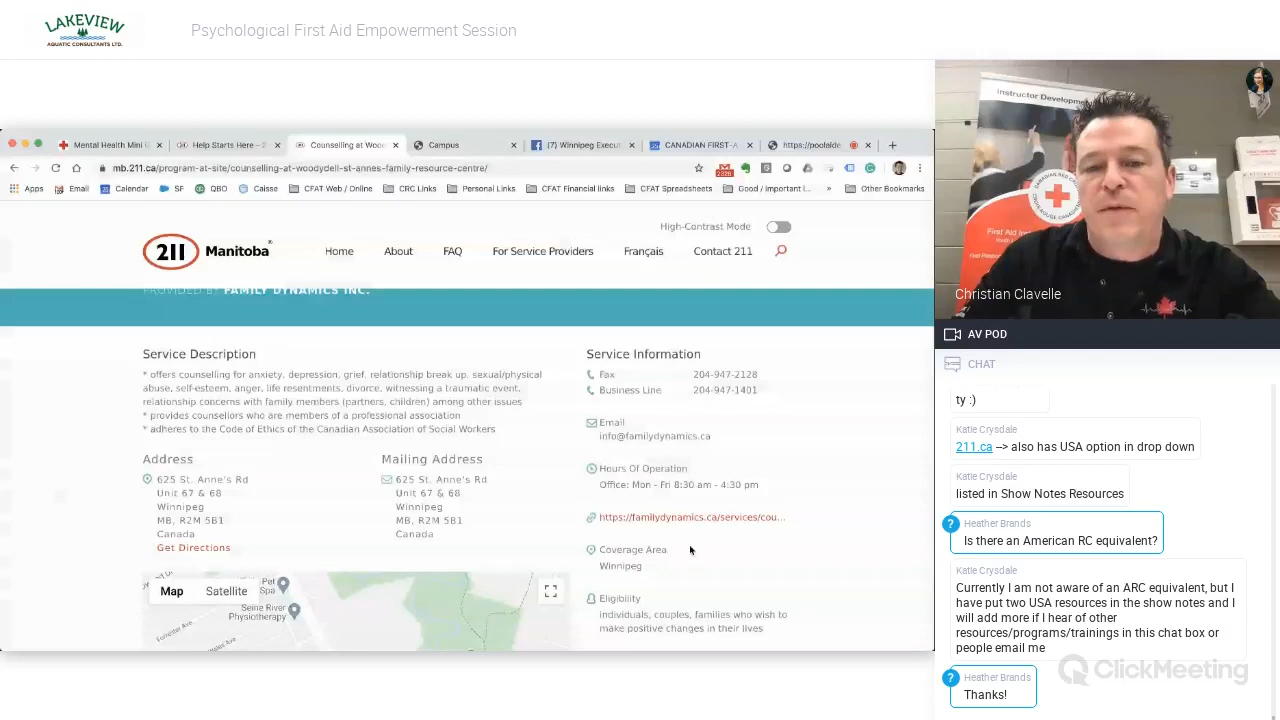 LAKEVIEW
AQUATIC CONSULTANTS LTD.
Psychological First Aid Empowerment Session
Mental Health Mini
Help Starts Here – 2
Counselling at Wood
Campus
(7) Winnipeg Execut
CANADIAN FIRST-A
https://poolalde
mb.211.ca/program-at-site/counselling-at-woodydell-st-annes-family-resource-centre/
Apps
Email
Calendar
SF
QBO
Caisse
CFAT Web / Online
CRC Links
Personal Links
CFAT Financial links
CFAT Spreadsheets
Good / Important I...
»
Other Bookmarks
High-Contrast Mode
211 Manitoba
Home
About
FAQ
For Service Providers
Français
Contact 211
PROVIDED BY FAMILY DYNAMICS INC.
Service Description
* offers counselling for anxiety, depression, grief, relationship break up, sexual/physical
abuse, self-esteem, anger, life resentments, divorce, witnessing a traumatic event,
relationship concerns with family members (partners, children) among other issues
* provides counsellors who are members of a professional association
* adheres to the Code of Ethics of the Canadian Association of Social Workers
Address
625 St. Anne's Rd
Unit 67 & 68
Winnipeg
MB, R2M 5B1
Canada
Get Directions
Mailing Address
625 St. Anne's Rd
Unit 67 & 68
Winnipeg
MB, R2M 5B1
Canada
Service Information
Fax 204-947-2128
Business Line 204-947-1401
Email
info@familydynamics.ca
Hours Of Operation
Office: Mon - Fri 8:30 am - 4:30 pm
https://familydynamics.ca/services/cou...
Coverage Area
Winnipeg
Eligibility
individuals, couples, families who wish to
make positive changes in their lives
Map
Satellite
Pet
Seine River
Physiotherapy
Instructor Developm
First Aid Ins
Christian Clavelle
AV POD
CHAT
ty :)
Katie Crysdale
211.ca --> also has USA option in drop down
Katie Crysdale
listed in Show Notes Resources
? Heather Brands
Is there an American RC equivalent?
Katie Crysdale
Currently I am not aware of an ARC equivalent, but I
have put two USA resources in the show notes and I
will add more if I hear of other
resources/programs/trainings in this chat box or
people email me
? Heather Brands
Thanks!
ClickMeeting